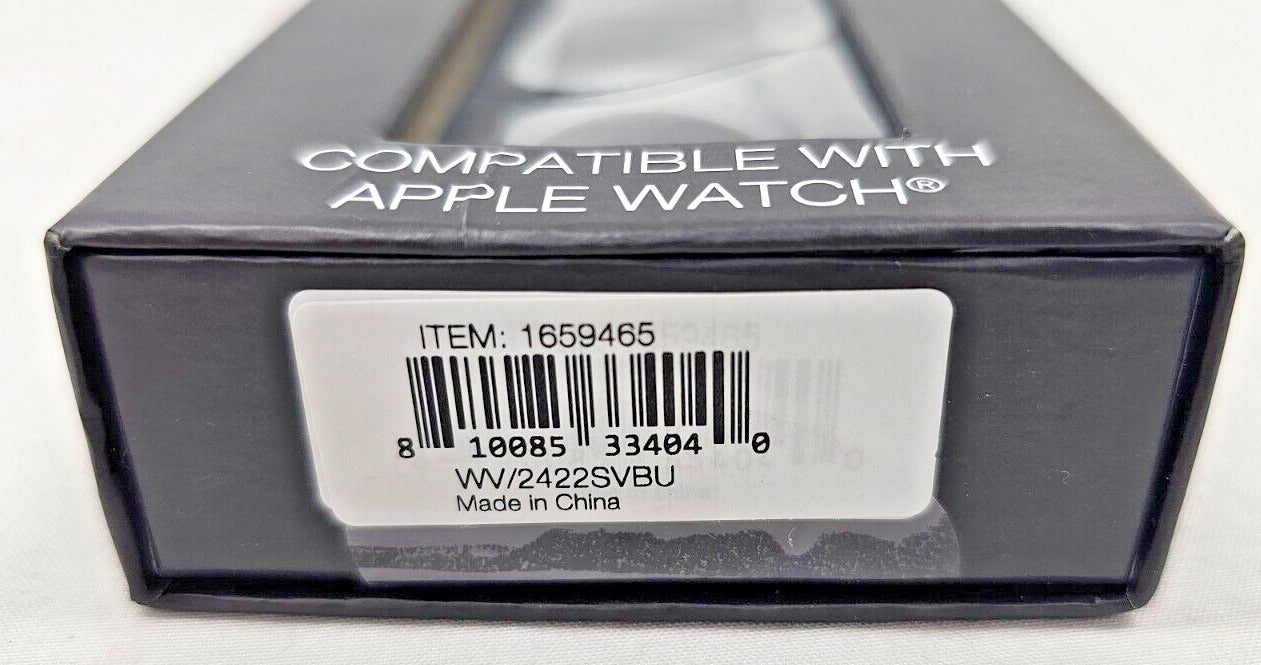 COMPATIBLE WITH
APPLE WATCH®
ITEM: 1659465
8 10085 33404 0
WV/2422SVBU
Made in China